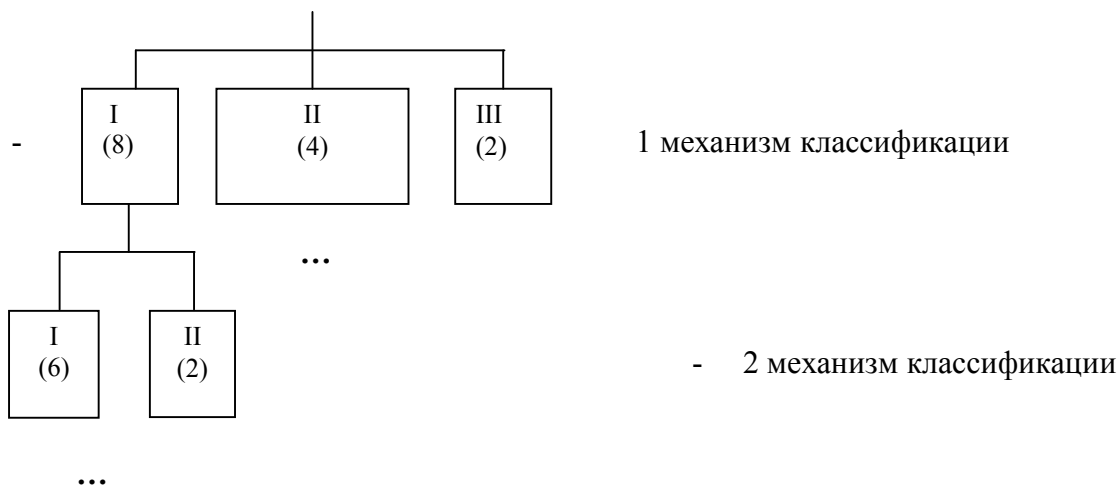 I
(8)
II
(4)
III
(2)
- 1 механизм классификации
...
I
(6)
II
(2)
- 2 механизм классификации
...